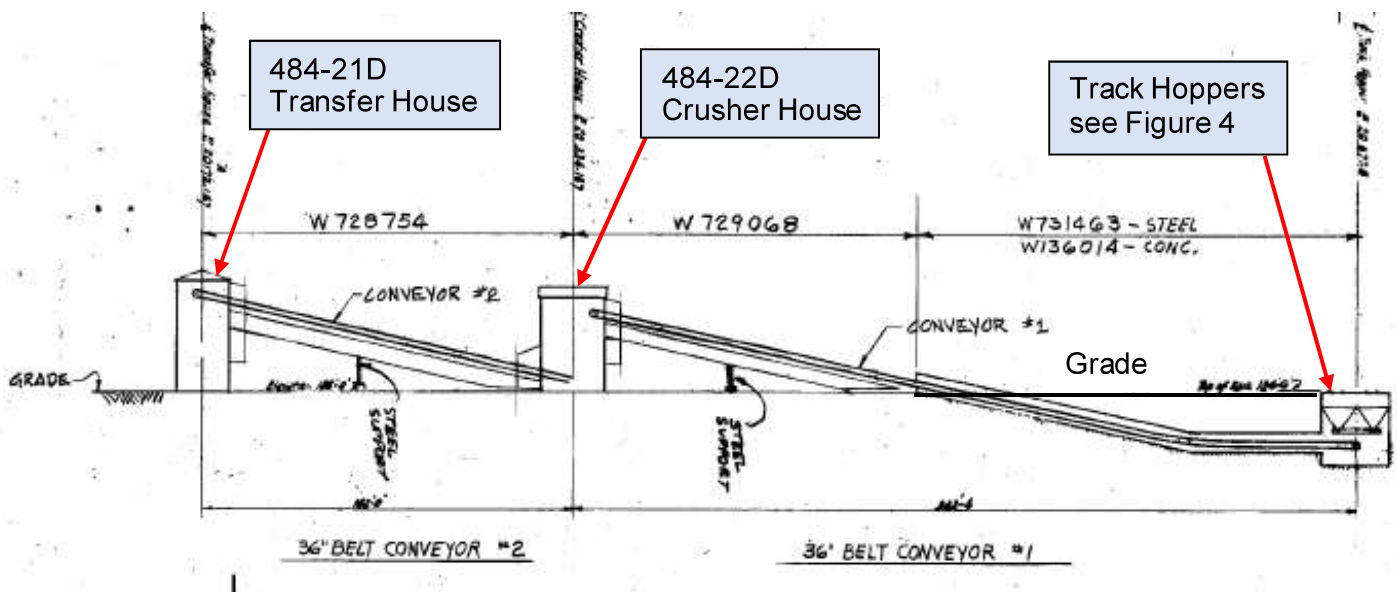 484-21D
Transfer House
484-22D
Crusher House
Track Hoppers
see Figure 4
W 728754
W 729068
W731463 - STEEL
W136014 - CONC.
CONVEYOR #2
CONVEYOR #1
Grade
GRADE
STEEL
SUPPORT
STEEL
SUPPORT
36" BELT CONVEYOR #2
36" BELT CONVEYOR #1